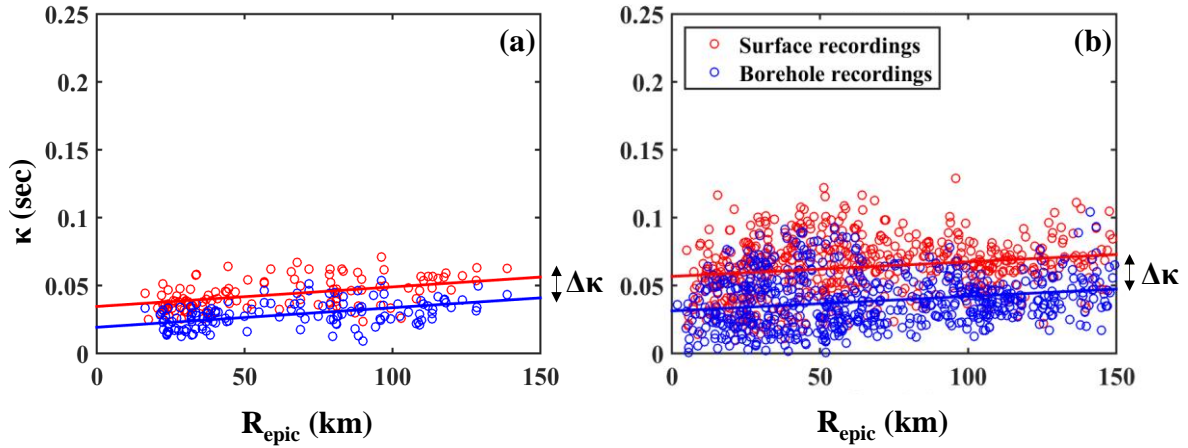 (a)
0.25
0.2
0.15
0.1
0.05
0
κ (sec)
Δκ
0 50 100 150
R_epic (km)
(b)
Surface recordings
Borehole recordings
0.25
0.2
0.15
0.1
0.05
0
Δκ
0 50 100 150
R_epic (km)